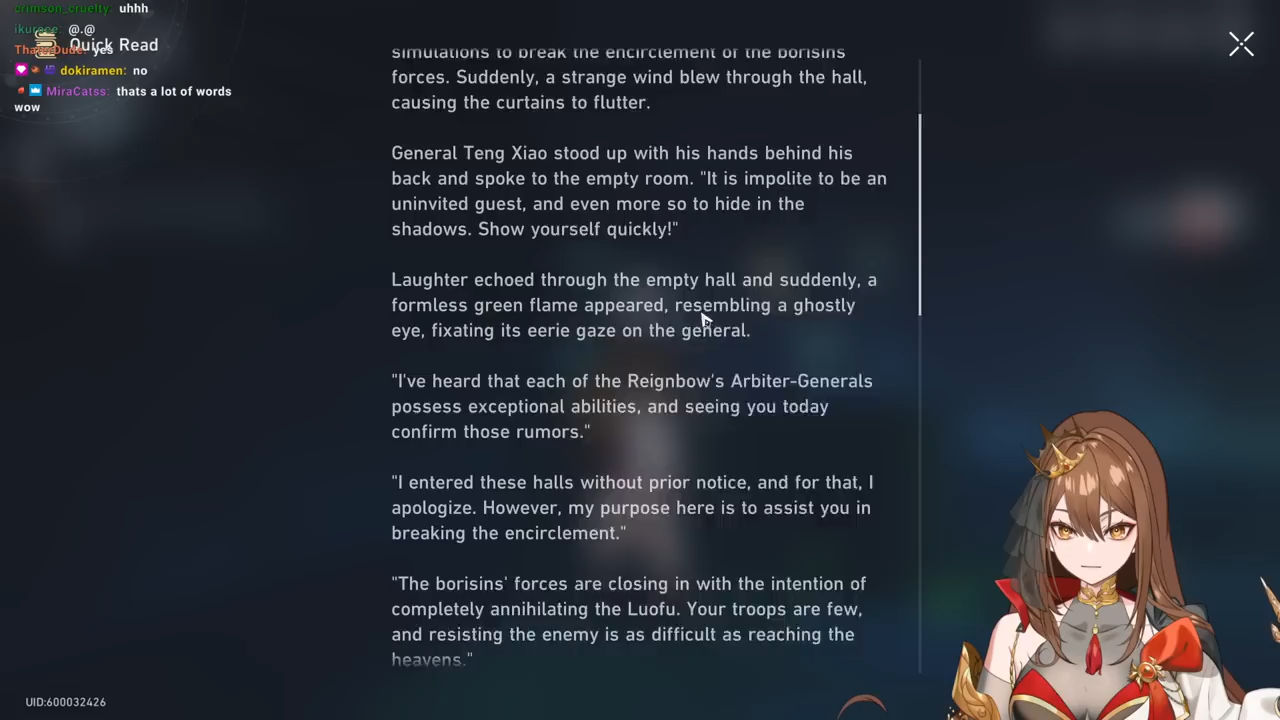 crimson_cruelty: uhhh
ikurege: @.@
Quick Read
yes
dokiramen: no
MiraCatss: thats a lot of words
wow
simulations to break the encirclement of the borisins
forces. Suddenly, a strange wind blew through the hall,
causing the curtains to flutter.
General Teng Xiao stood up with his hands behind his
back and spoke to the empty room. "It is impolite to be an
uninvited guest, and even more so to hide in the
shadows. Show yourself quickly!"
Laughter echoed through the empty hall and suddenly, a
formless green flame appeared, resembling a ghostly
eye, fixating its eerie gaze on the general.
"I've heard that each of the Reignbow's Arbiter-Generals
possess exceptional abilities, and seeing you today
confirm those rumors."
"I entered these halls without prior notice, and for that, I
apologize. However, my purpose here is to assist you in
breaking the encirclement."
"The borisins' forces are closing in with the intention of
completely annihilating the Luofu. Your troops are few,
and resisting the enemy is as difficult as reaching the
heavens."
UID:600032426